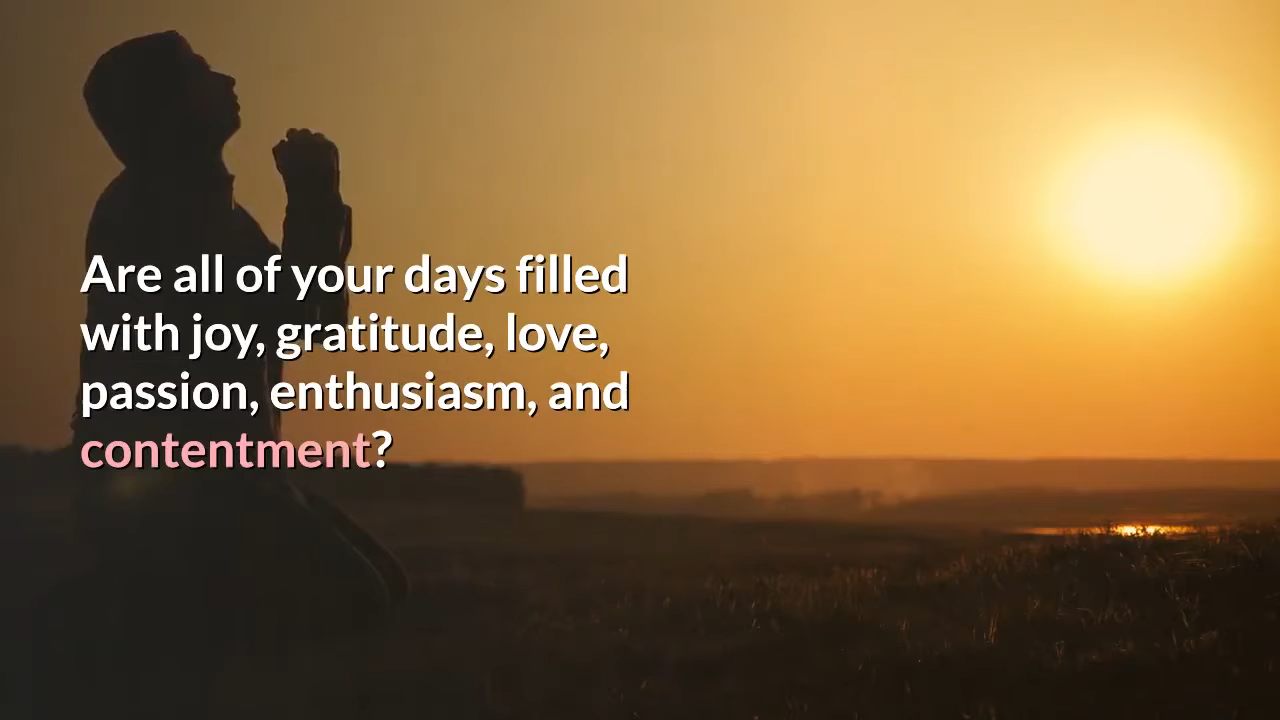 Are all of your days filled
with joy, gratitude, love,
passion, enthusiasm, and
contentment?